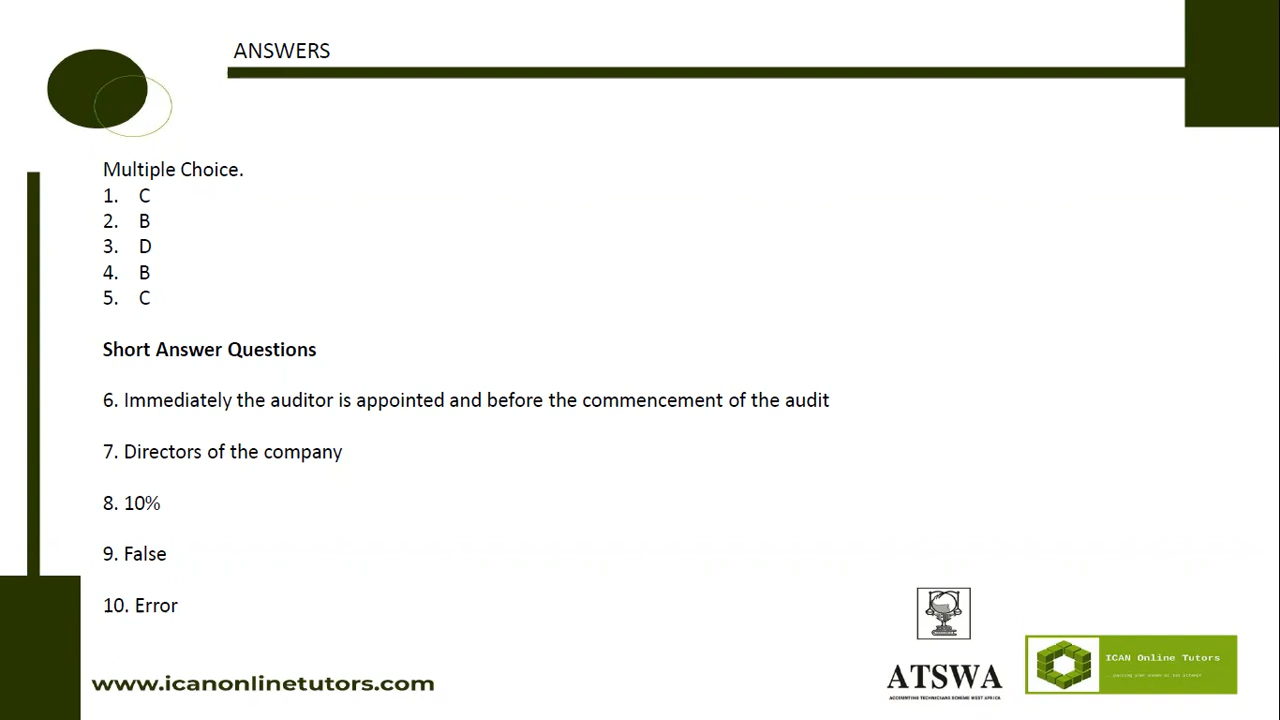 ANSWERS
Multiple Choice.
1. C
2. B
3. D
4. B
5. C
Short Answer Questions
6. Immediately the auditor is appointed and before the commencement of the audit
7. Directors of the company
8. 10%
9. False
10. Error
www.icanonlinetutors.com
ATSWA
ACCOUNTING TECHNICIANS SCHEME WEST AFRICA
ICAN Online Tutors